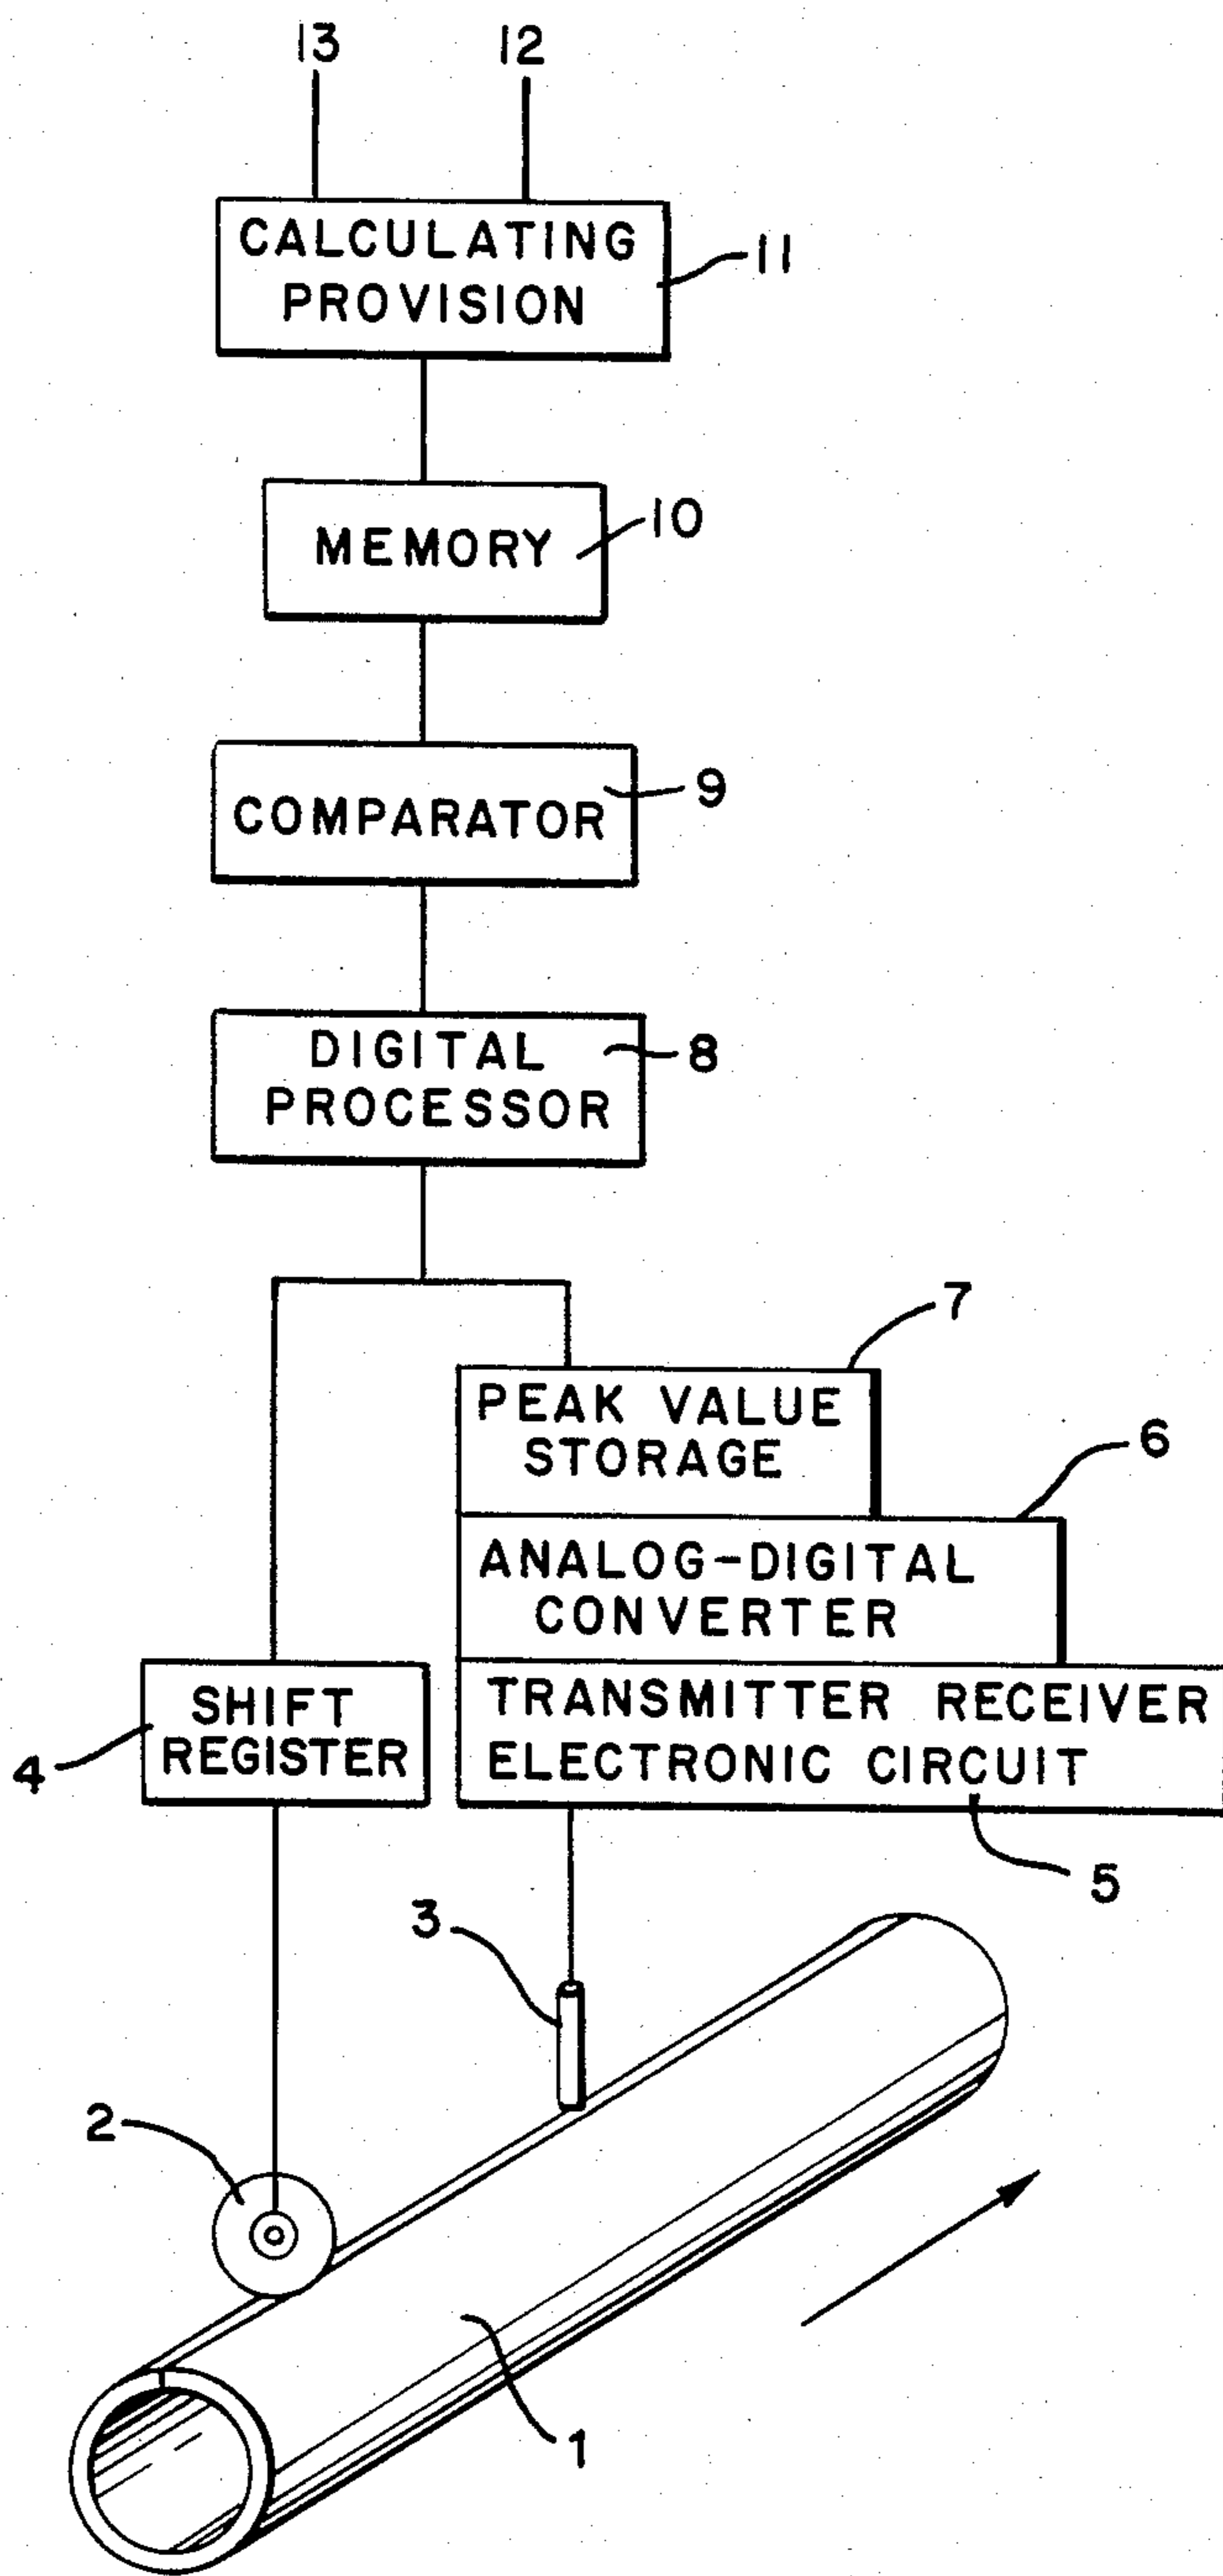 13 12
CALCULATING
PROVISION
11
MEMORY
10
COMPARATOR
9
DIGITAL
PROCESSOR
8
7
PEAK VALUE
STORAGE
6
ANALOG-DIGITAL
CONVERTER
SHIFT
REGISTER
4
TRANSMITTER RECEIVER
ELECTRONIC CIRCUIT
5
3
2
1